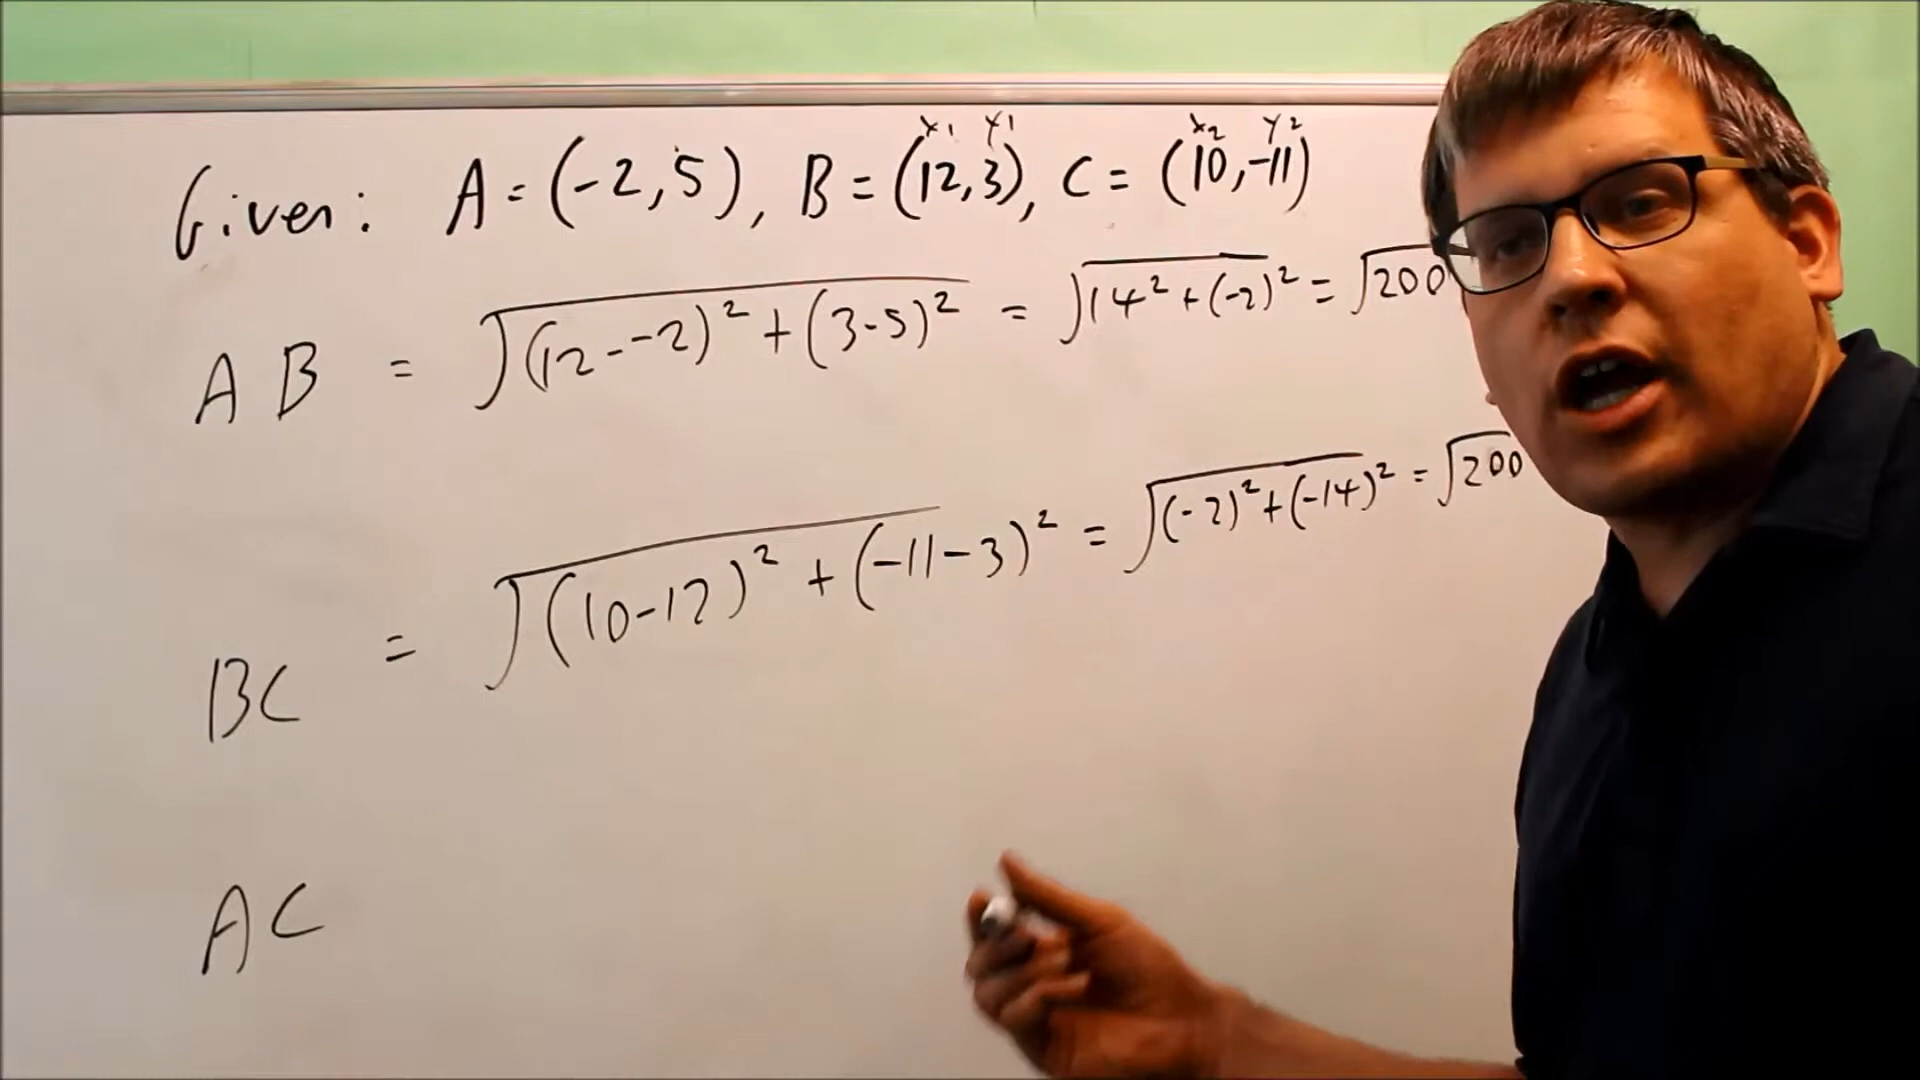 x1 y1 x2 y2
Given: A = (-2,5), B = (12,3), C = (10,-11)
AB = √(12--2)² + (3-5)² = √14² + (-2)² = √200
BC = √(10-12)² + (-11-3)² = √(-2)² + (-14)² = √200
AC